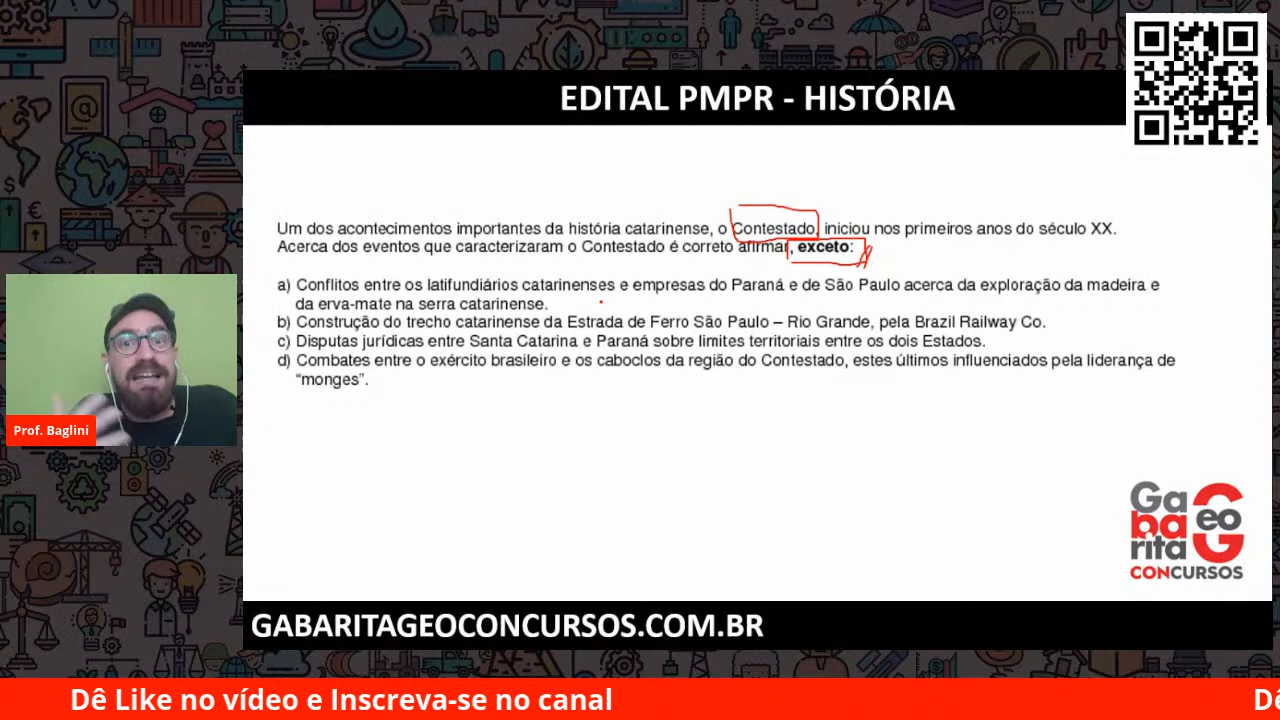 EDITAL PMPR - HISTÓRIA
Um dos acontecimentos importantes da história catarinense, o Contestado, iniciou nos primeiros anos do século XX.
Acerca dos eventos que caracterizaram o Contestado é correto afirmar, exceto:
a) Conflitos entre os latifundiários catarinenses e empresas do Paraná e de São Paulo acerca da exploração da madeira e
da erva-mate na serra catarinense.
b) Construção do trecho catarinense da Estrada de Ferro São Paulo – Rio Grande, pela Brazil Railway Co.
c) Disputas jurídicas entre Santa Catarina e Paraná sobre limites territoriais entre os dois Estados.
d) Combates entre o exército brasileiro e os caboclos da região do Contestado, estes últimos influenciados pela liderança de
“monges”.
Prof. Baglini
Gabarita Geo
CONCURSOS
GABARITAGEOCONCURSOS.COM.BR
Dê Like no vídeo e Inscreva-se no canal
Dê